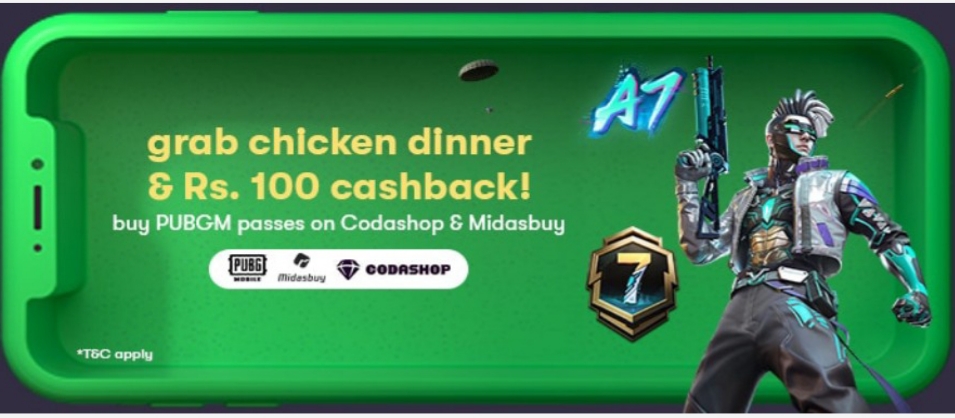 grab chicken dinner
& Rs. 100 cashback!
buy PUBGM passes on Codashop & Midasbuy
PUBG
MOBILE
Midasbuy
CODASHOP
*T&C apply
A7
7